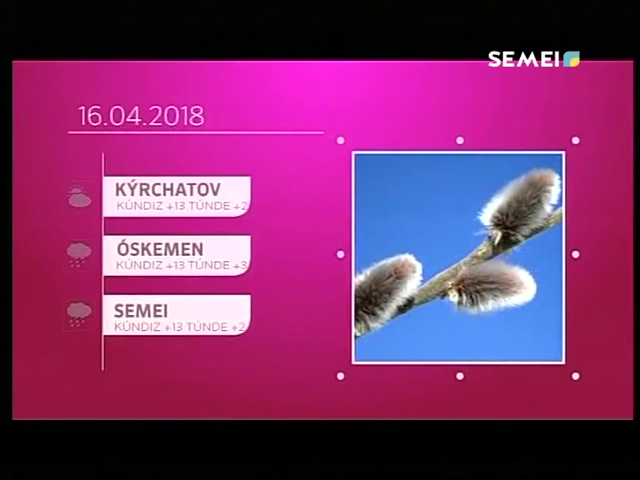 SEMEI
16.04.2018
KÝRCHATOV
KÚNDIZ +13 TÚNDE +2
ÓSKEMEN
KÚNDIZ +13 TÚNDE +3
SEMEI
KÚNDIZ +13 TÚNDE +2